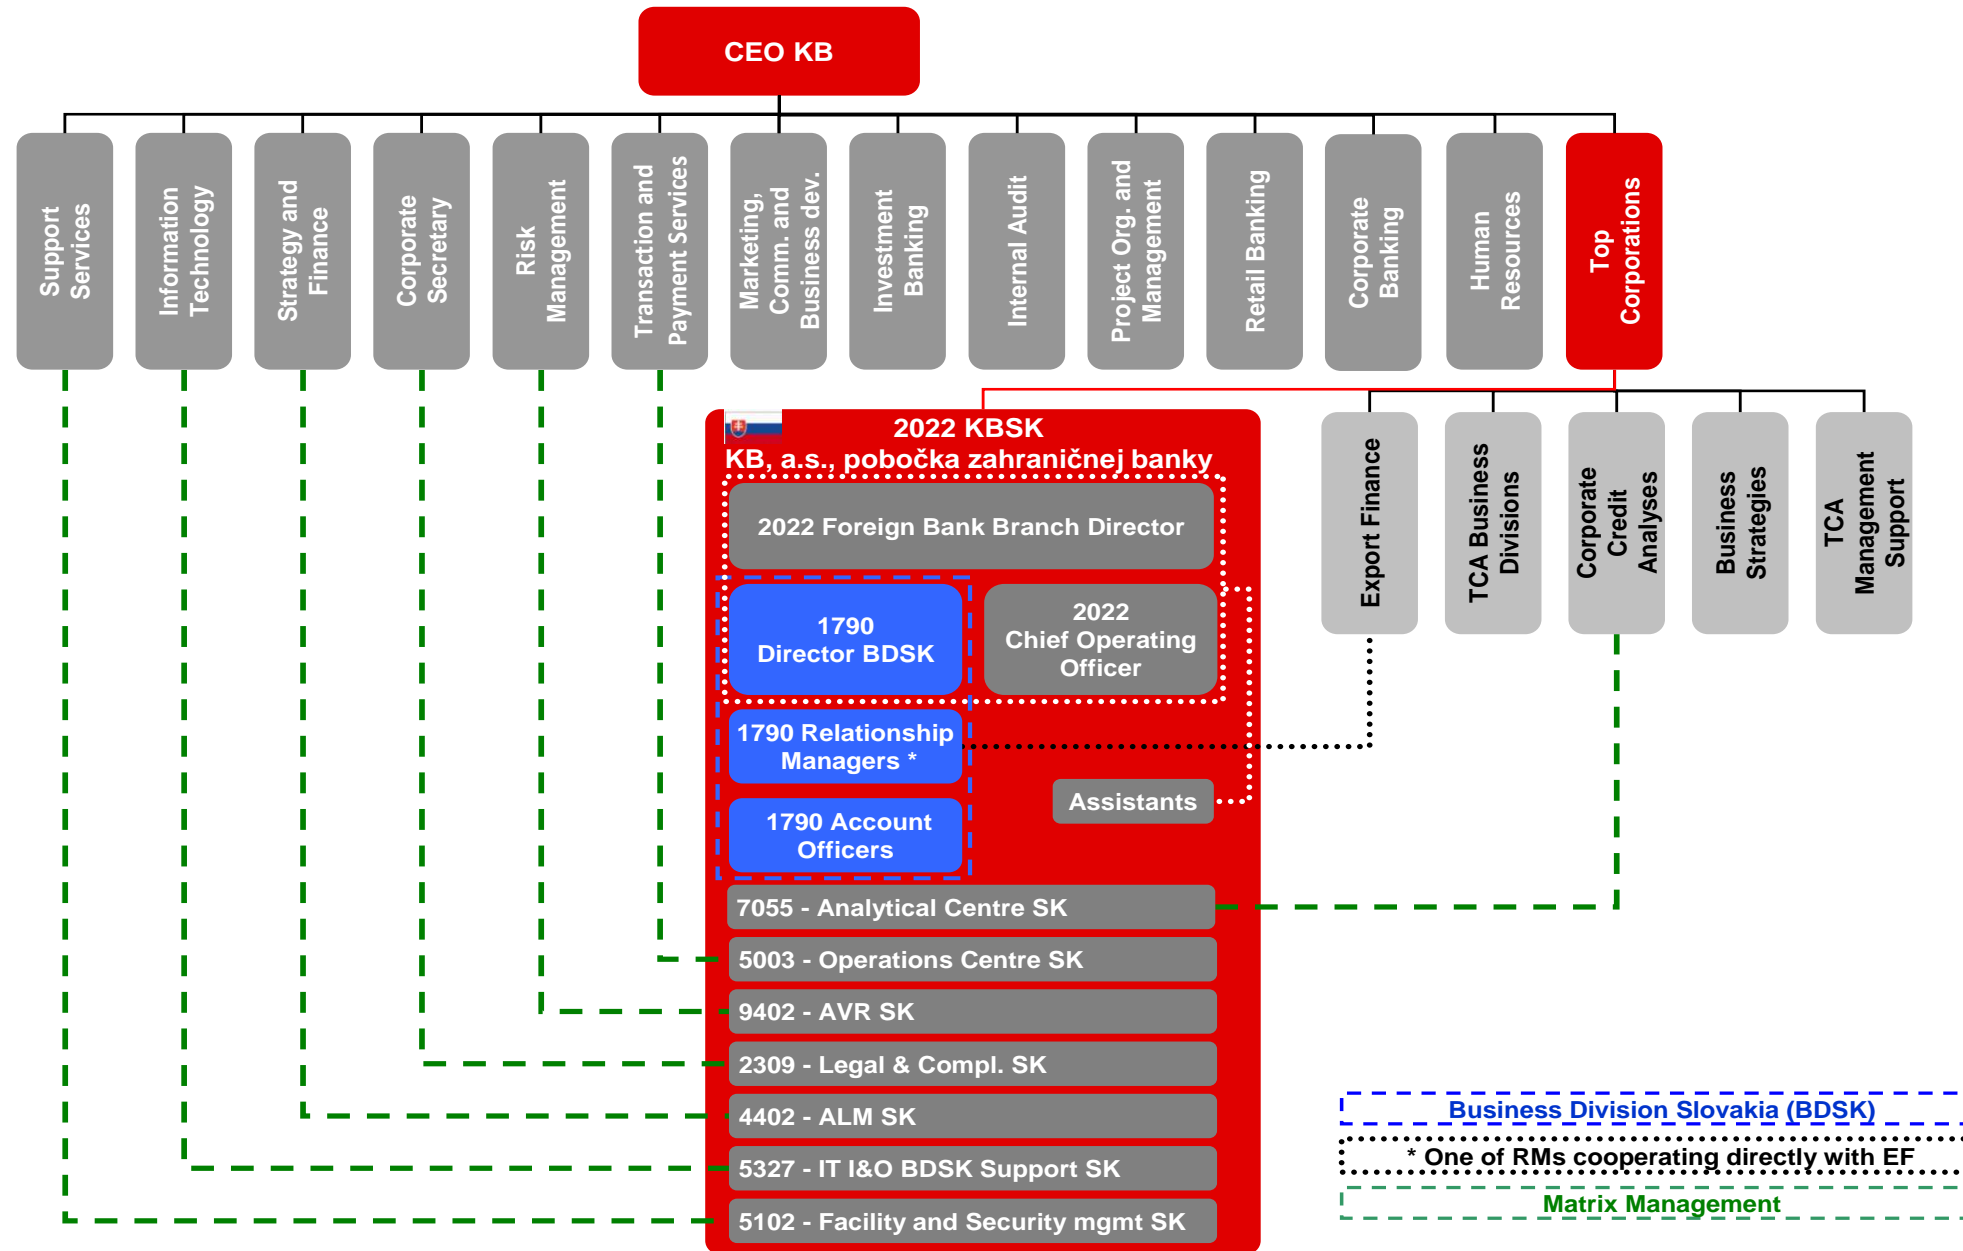 CEO KB
Support
Services
Information
Technology
Strategy and
Finance
Corporate
Secretary
Risk
Management
Transaction and
Payment Services
Marketing,
Comm. and
Business dev.
Investment
Banking
Internal Audit
Project Org. and
Management
Retail Banking
Corporate
Banking
Human
Resources
Top
Corporations
2022 KBSK
KB, a.s., pobočka zahraničnej banky
2022 Foreign Bank Branch Director
1790
Director BDSK
2022
Chief Operating
Officer
1790 Relationship
Managers *
Assistants
1790 Account
Officers
7055 - Analytical Centre SK
5003 - Operations Centre SK
9402 - AVR SK
2309 - Legal & Compl. SK
4402 - ALM SK
5327 - IT I&O BDSK Support SK
5102 - Facility and Security mgmt SK
Export Finance
TCA Business
Divisions
Corporate
Credit
Analyses
Business
Strategies
TCA
Management
Support
Business Division Slovakia (BDSK)
* One of RMs cooperating directly with EF
Matrix Management